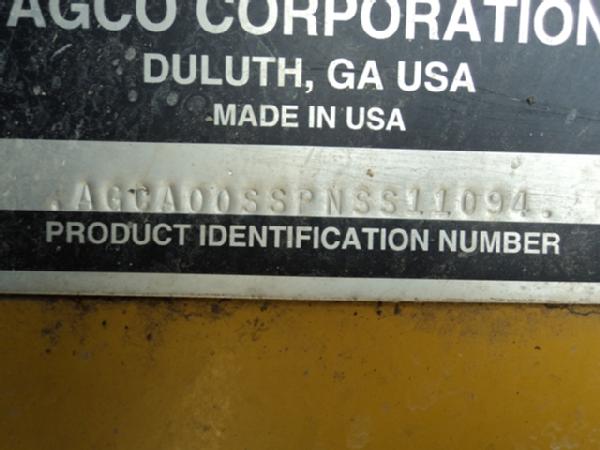 AGCO CORPORATION
DULUTH, GA USA
MADE IN USA
.AGCA00SSPNSS11094.
PRODUCT IDENTIFICATION NUMBER